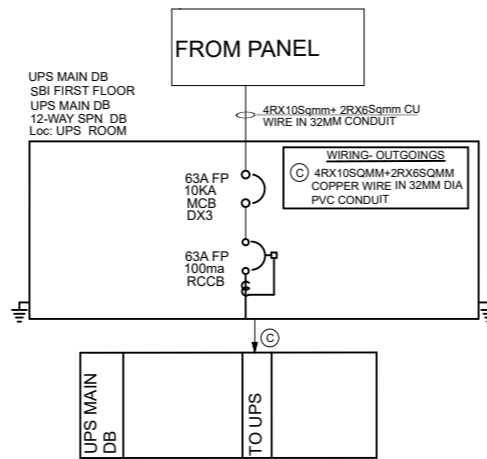 FROM PANEL
UPS MAIN DB
SBI FIRST FLOOR
UPS MAIN DB
12-WAY SPN DB
Loc: UPS ROOM
4RX10Sqmm+ 2RX6Sqmm CU
WIRE IN 32MM CONDUIT
WIRING- OUTGOINGS
C 4RX10SQMM+2RX6SQMM
COPPER WIRE IN 32MM DIA
PVC CONDUIT
63A FP
10KA
MCB
DX3
63A FP
100ma
RCCB
C
UPS MAIN
DB
TO UPS